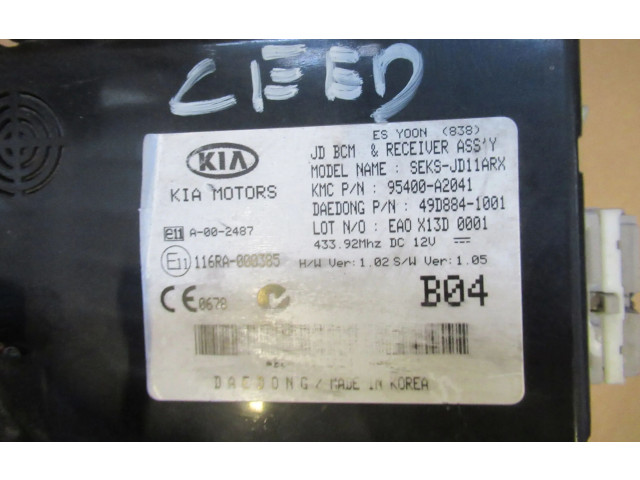 CEED
ES YOON (838)
JD BCM & RECEIVER ASS'Y
MODEL NAME : SEKS-JD11ARX
KMC P/N : 95400-A2041
DAEDONG P/N : 49D884-1001
LOT N/O : EAO X13D 0001
433.92Mhz DC 12V
H/W Ver: 1.02 S/W Ver: 1.05
KIA
KIA MOTORS
e11 A-00-2487
E11 116RA-000385
CE 0678
B04
DAEDONG / MADE IN KOREA